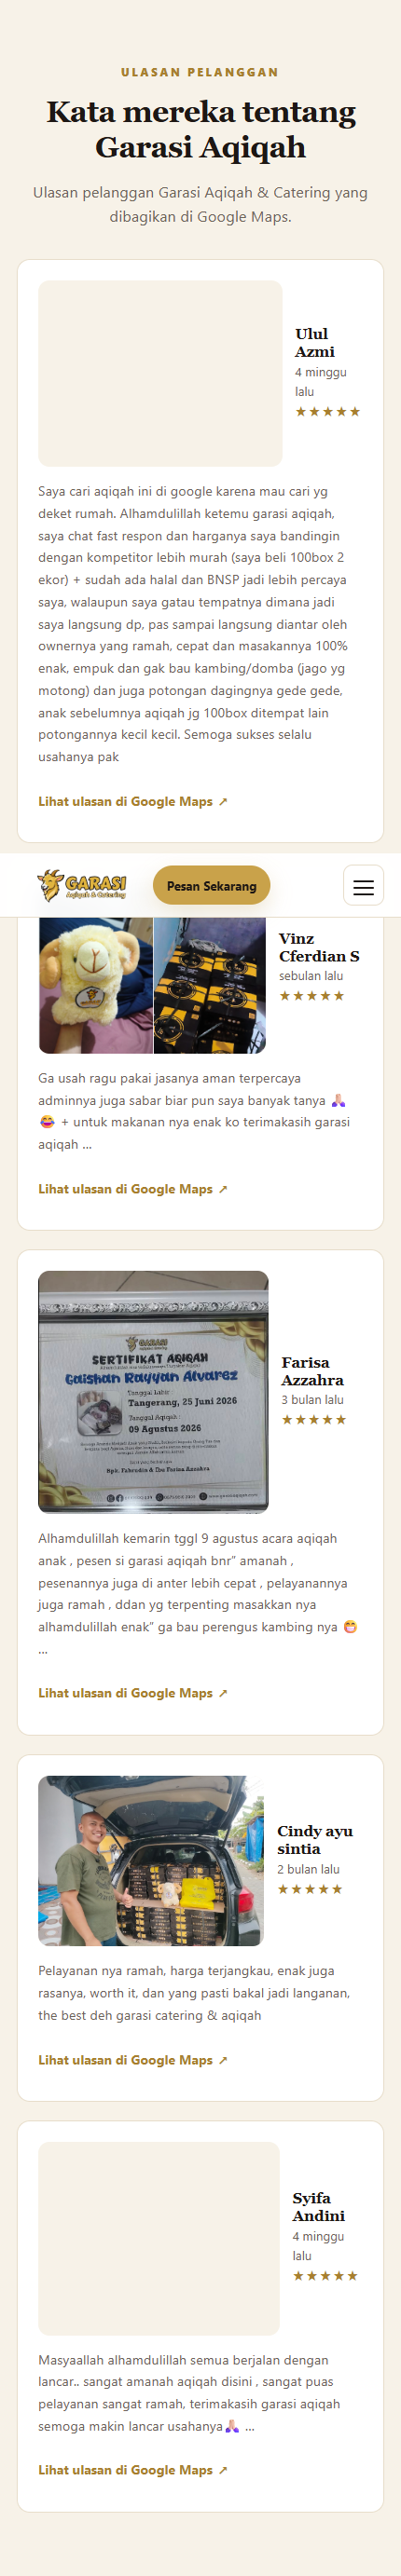 ULASAN PELANGGAN
Kata mereka tentang
Garasi Aqiqah
Ulasan pelanggan Garasi Aqiqah & Catering yang
dibagikan di Google Maps.
Ulul
Azmi
4 minggu
lalu
★★★★★
Saya cari aqiqah ini di google karena mau cari yg
deket rumah. Alhamdulillah ketemu garasi aqiqah,
saya chat fast respon dan harganya saya bandingin
dengan kompetitor lebih murah (saya beli 100box 2
ekor) + sudah ada halal dan BNSP jadi lebih percaya
saya, walaupun saya gatau tempatnya dimana jadi
saya langsung dp, pas sampai langsung diantar oleh
ownernya yang ramah, cepat dan masakannya 100%
enak, empuk dan gak bau kambing/domba (jago yg
motong) dan juga potongan dagingnya gede gede,
anak sebelumnya aqiqah jg 100box ditempat lain
potongannya kecil kecil. Semoga sukses selalu
usahanya pak
Lihat ulasan di Google Maps ↗
GARASI
Aqiqah & Catering
Pesan Sekarang
Vinz
Cferdian S
sebulan lalu
★★★★★
Ga usah ragu pakai jasanya aman terpercaya
adminnya juga sabar biar pun saya banyak tanya 🙏🏻
😂 + untuk makanan nya enak ko terimakasih garasi
aqiqah ...
Lihat ulasan di Google Maps ↗
GARASI
SERTIFIKAT AQIQAH
Gaishan Rayyan Alvarez
Tanggal Lahir :
Tangerang, 25 Juni 2026
Tanggal Aqiqah :
09 Agustus 2026
Farisa
Azzahra
3 bulan lalu
★★★★★
Alhamdulillah kemarin tggl 9 agustus acara aqiqah
anak , pesen si garasi aqiqah bnr” amanah ,
pesenannya juga di anter lebih cepat , pelayanannya
juga ramah , ddan yg terpenting masakkan nya
alhamdulillah enak” ga bau perengus kambing nya 😁
...
Lihat ulasan di Google Maps ↗
Cindy ayu
sintia
2 bulan lalu
★★★★★
Pelayanan nya ramah, harga terjangkau, enak juga
rasanya, worth it, dan yang pasti bakal jadi langanan,
the best deh garasi catering & aqiqah
Lihat ulasan di Google Maps ↗
Syifa
Andini
4 minggu
lalu
★★★★★
Masyaallah alhamdulillah semua berjalan dengan
lancar.. sangat amanah aqiqah disini , sangat puas
pelayanan sangat ramah, terimakasih garasi aqiqah
semoga makin lancar usahanya🙏🏻 ...
Lihat ulasan di Google Maps ↗